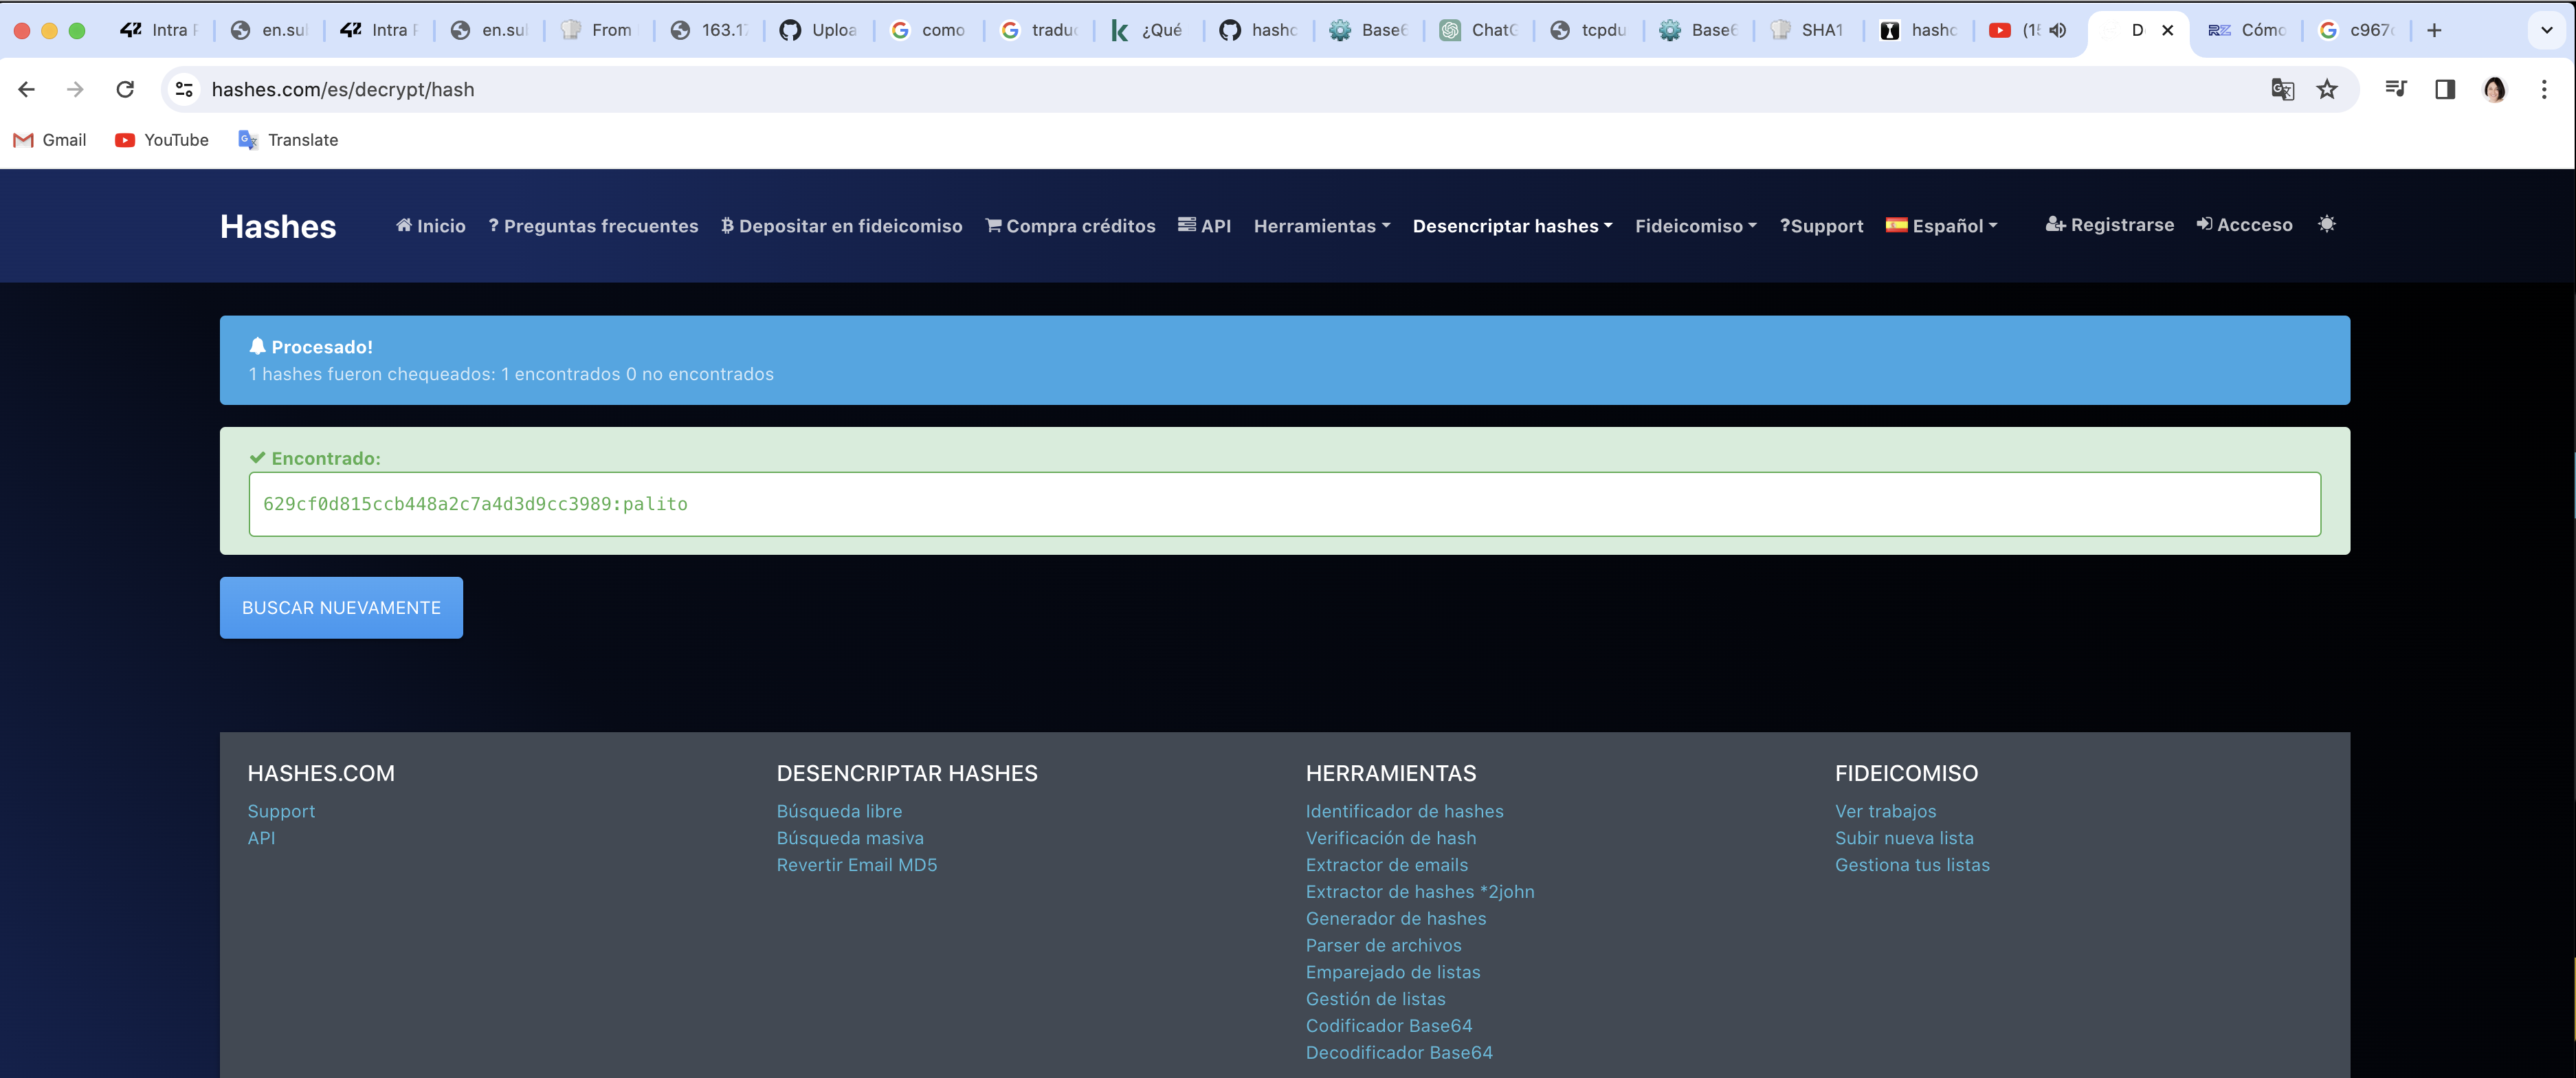 Intra en.su Intra en.su From 163.17 Uploa como traduc ¿Qué hashc Base6 ChatG tcpdu Base6 SHA1 hashc (15 D Cómo c967c
hashes.com/es/decrypt/hash
Gmail YouTube Translate
Hashes Inicio ? Preguntas frecuentes Depositar en fideicomiso Compra créditos API Herramientas Desencriptar hashes Fideicomiso ?Support Español Registrarse Accceso
Procesado!
1 hashes fueron chequeados: 1 encontrados 0 no encontrados
Encontrado:
629cf0d815ccb448a2c7a4d3d9cc3989:palito
BUSCAR NUEVAMENTE
HASHES.COM
Support
API
DESENCRIPTAR HASHES
Búsqueda libre
Búsqueda masiva
Revertir Email MD5
HERRAMIENTAS
Identificador de hashes
Verificación de hash
Extractor de emails
Extractor de hashes *2john
Generador de hashes
Parser de archivos
Emparejado de listas
Gestión de listas
Codificador Base64
Decodificador Base64
FIDEICOMISO
Ver trabajos
Subir nueva lista
Gestiona tus listas